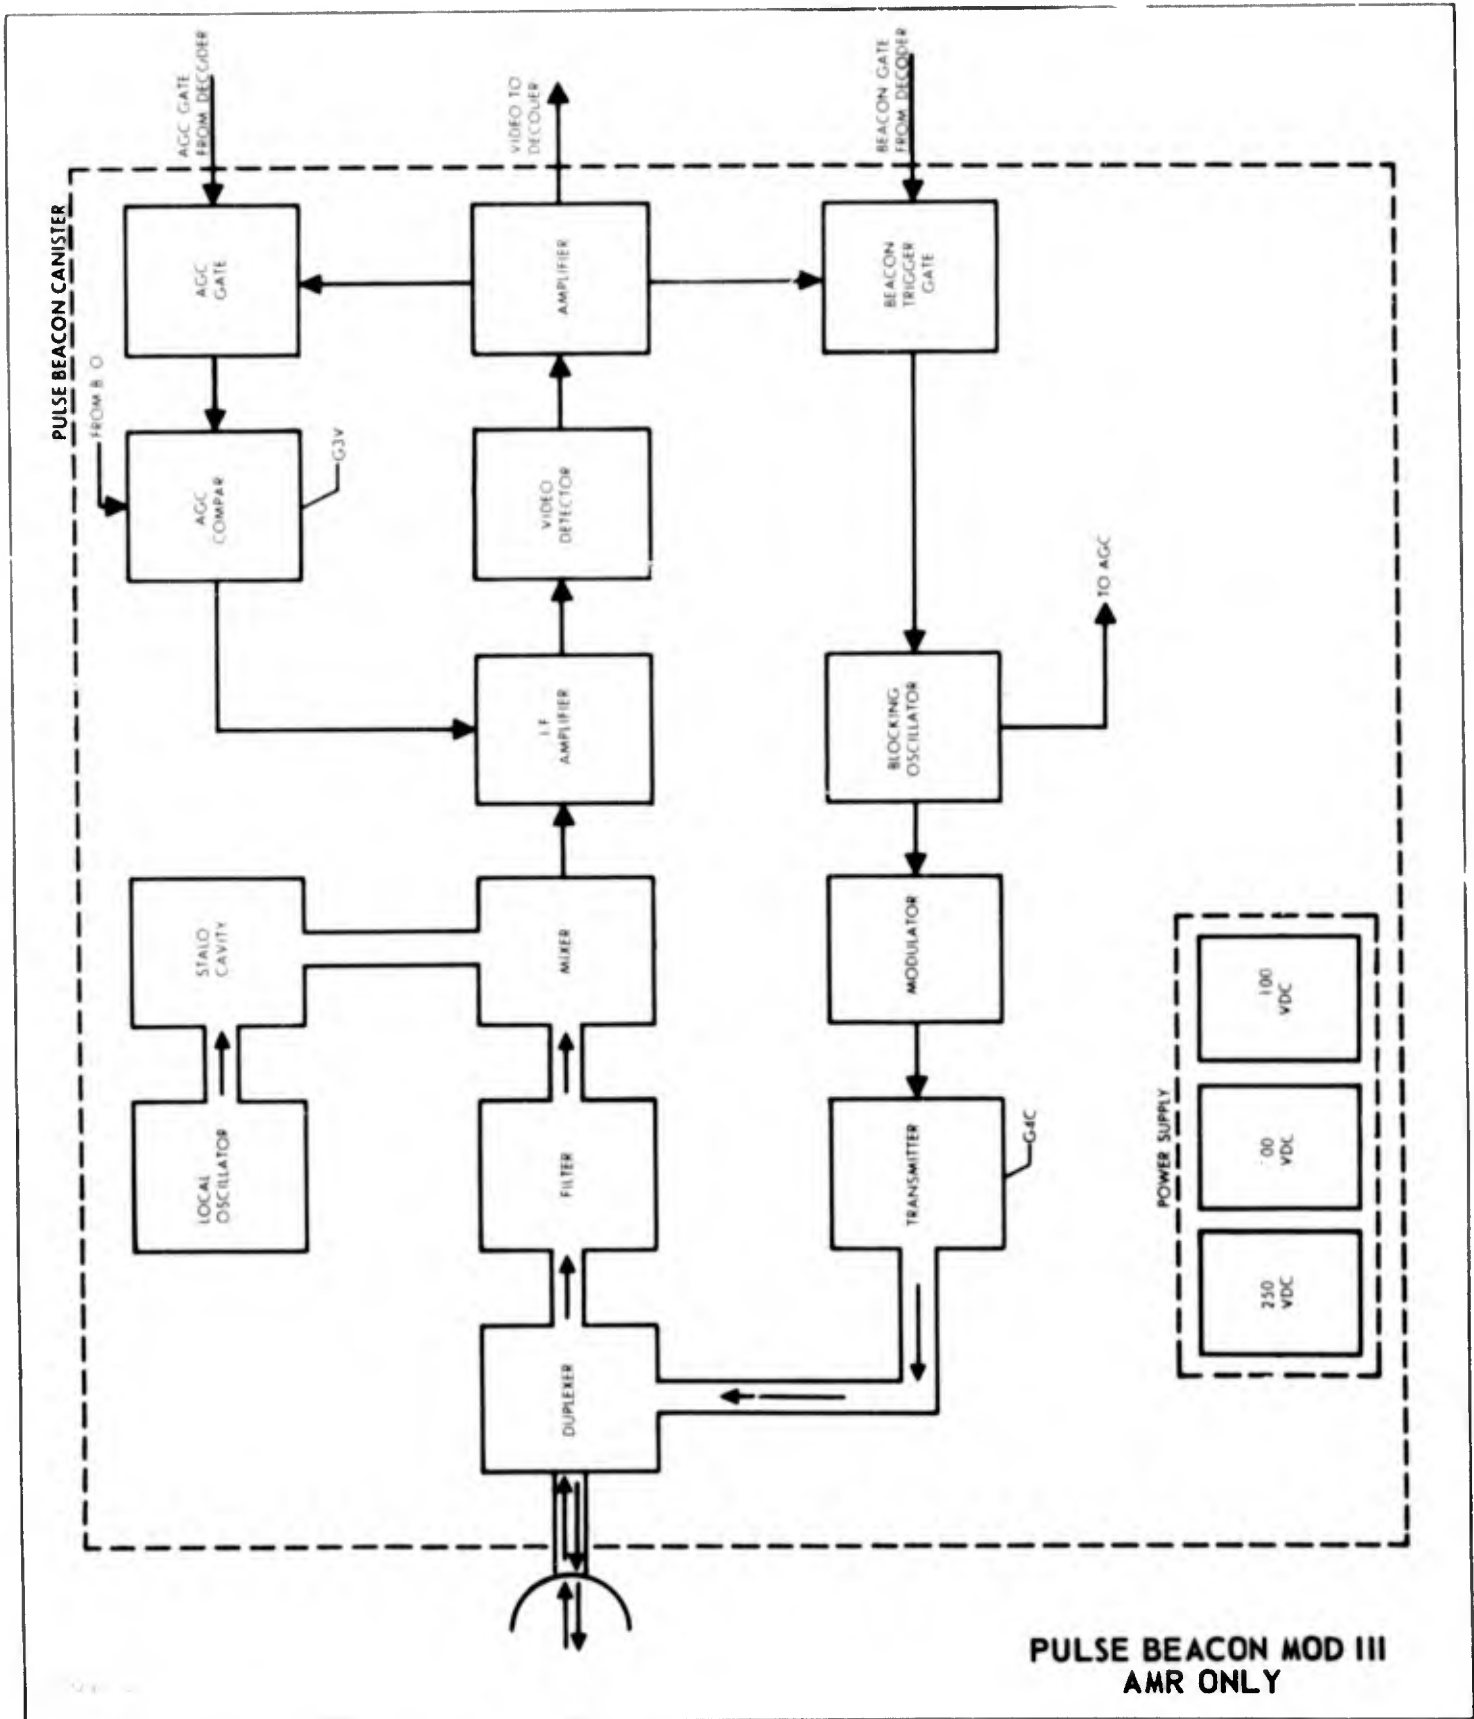 PULSE BEACON CANISTER
AGC GATE
FROM DECODER
VIDEO TO
DECODER
BEACON GATE
FROM DECODER
AGC
GATE
AMPLIFIER
BEACON
TRIGGER
GATE
FROM B O
AGC
COMPAR
G3V
VIDEO
DETECTOR
TO AGC
I F
AMPLIFIER
BLOCKING
OSCILLATOR
STALO
CAVITY
MIXER
MODULATOR
LOCAL
OSCILLATOR
FILTER
TRANSMITTER
G4C
DUPLEXER
POWER SUPPLY
100
VDC
00
VDC
250
VDC
PULSE BEACON MOD III
AMR ONLY